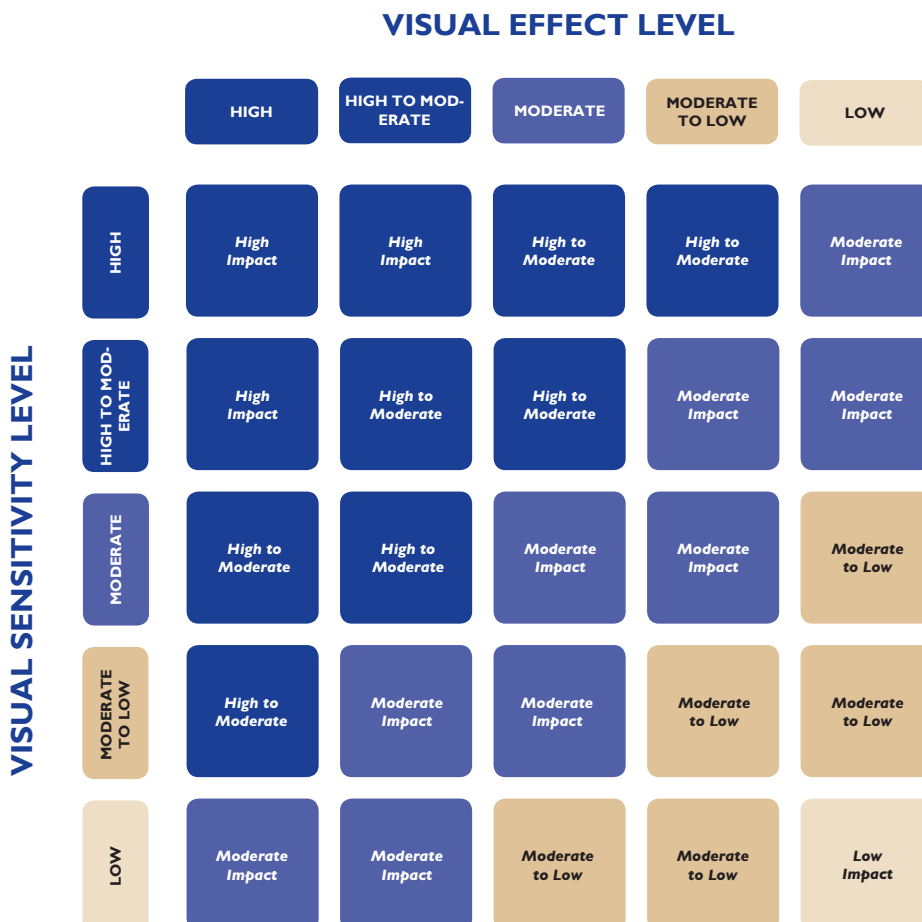 VISUAL EFFECT LEVEL
HIGH
HIGH TO MOD-
ERATE
MODERATE
MODERATE
TO LOW
LOW
VISUAL SENSITIVITY LEVEL
HIGH
High
Impact
High
Impact
High to
Moderate
High to
Moderate
Moderate
Impact
HIGH TO MOD-
ERATE
High
Impact
High to
Moderate
High to
Moderate
Moderate
Impact
Moderate
Impact
MODERATE
High to
Moderate
High to
Moderate
Moderate
Impact
Moderate
Impact
Moderate
to Low
MODERATE
TO LOW
High to
Moderate
Moderate
Impact
Moderate
Impact
Moderate
to Low
Moderate
to Low
LOW
Moderate
Impact
Moderate
Impact
Moderate
to Low
Moderate
to Low
Low
Impact